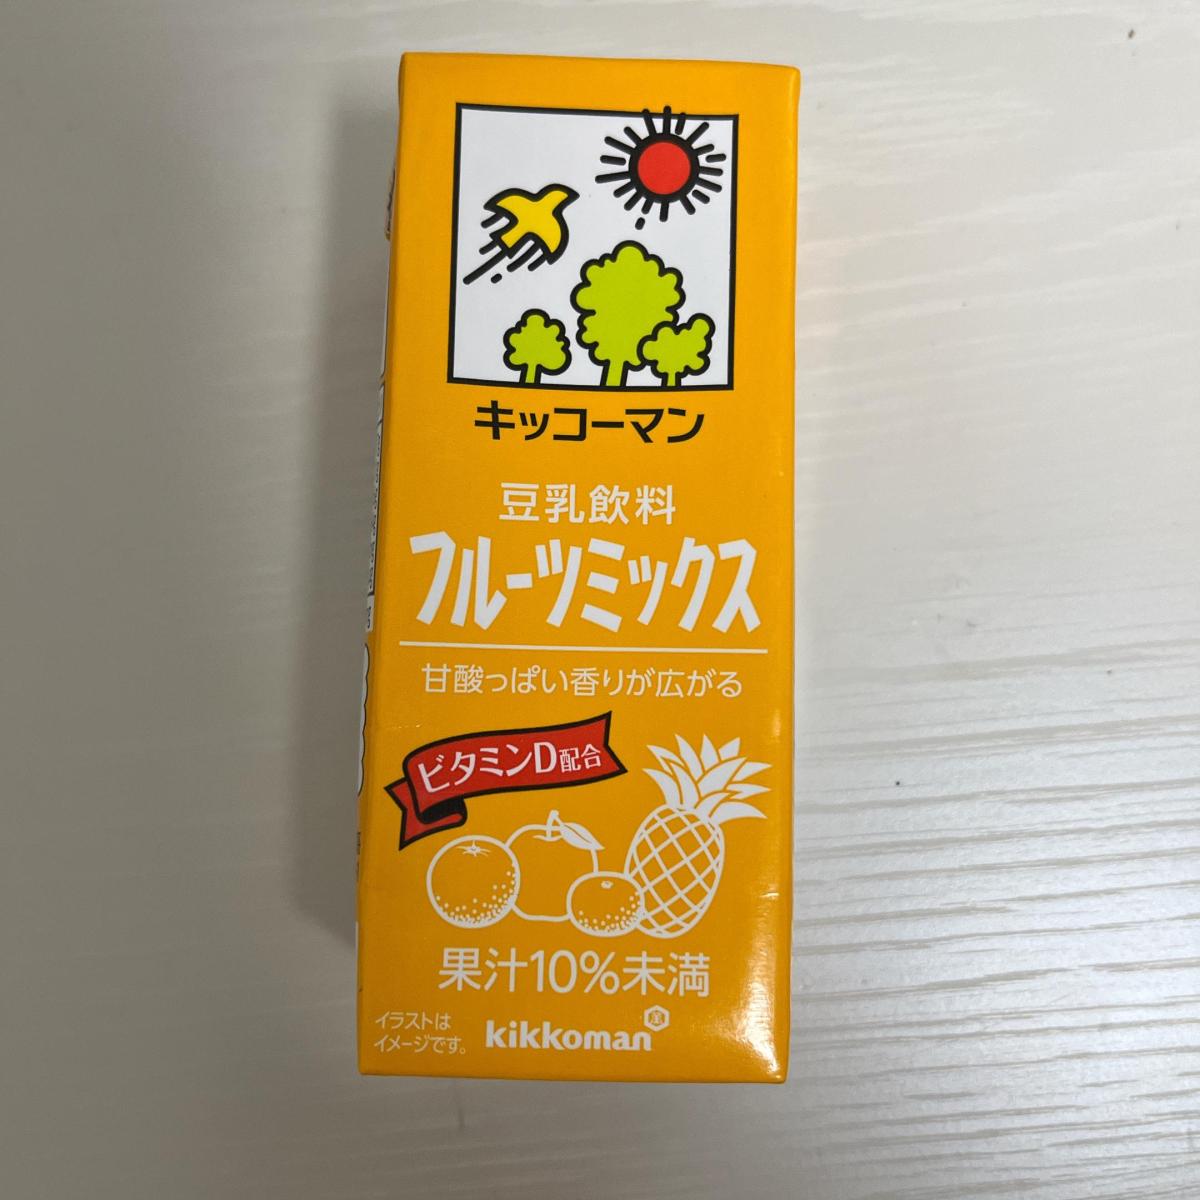 キッコーマン
豆乳飲料
フルーツミックス
甘酸っぱい香りが広がる
ビタミンD配合
果汁10%未満
イラストは
イメージです。
kikkoman